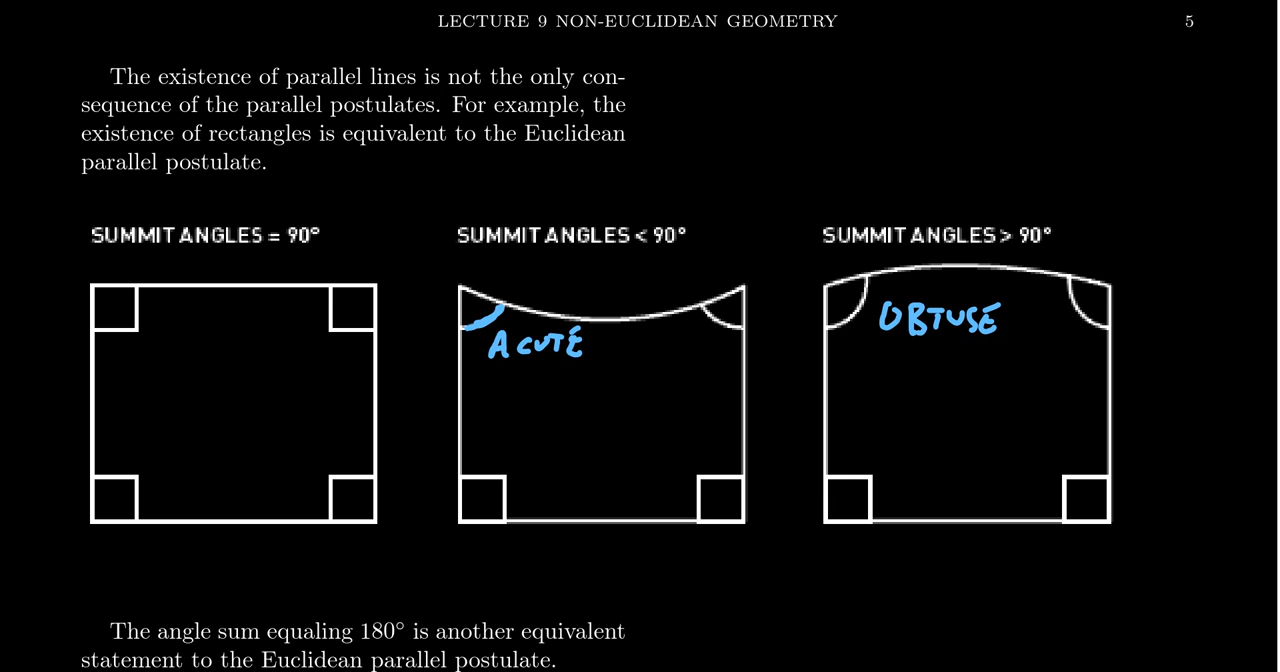 LECTURE 9 NON-EUCLIDEAN GEOMETRY 5
The existence of parallel lines is not the only con-
sequence of the parallel postulates. For example, the
existence of rectangles is equivalent to the Euclidean
parallel postulate.
SUMMIT ANGLES = 90° SUMMIT ANGLES < 90° SUMMIT ANGLES > 90°
ACUTE OBTUSE
The angle sum equaling 180° is another equivalent
statement to the Euclidean parallel postulate.